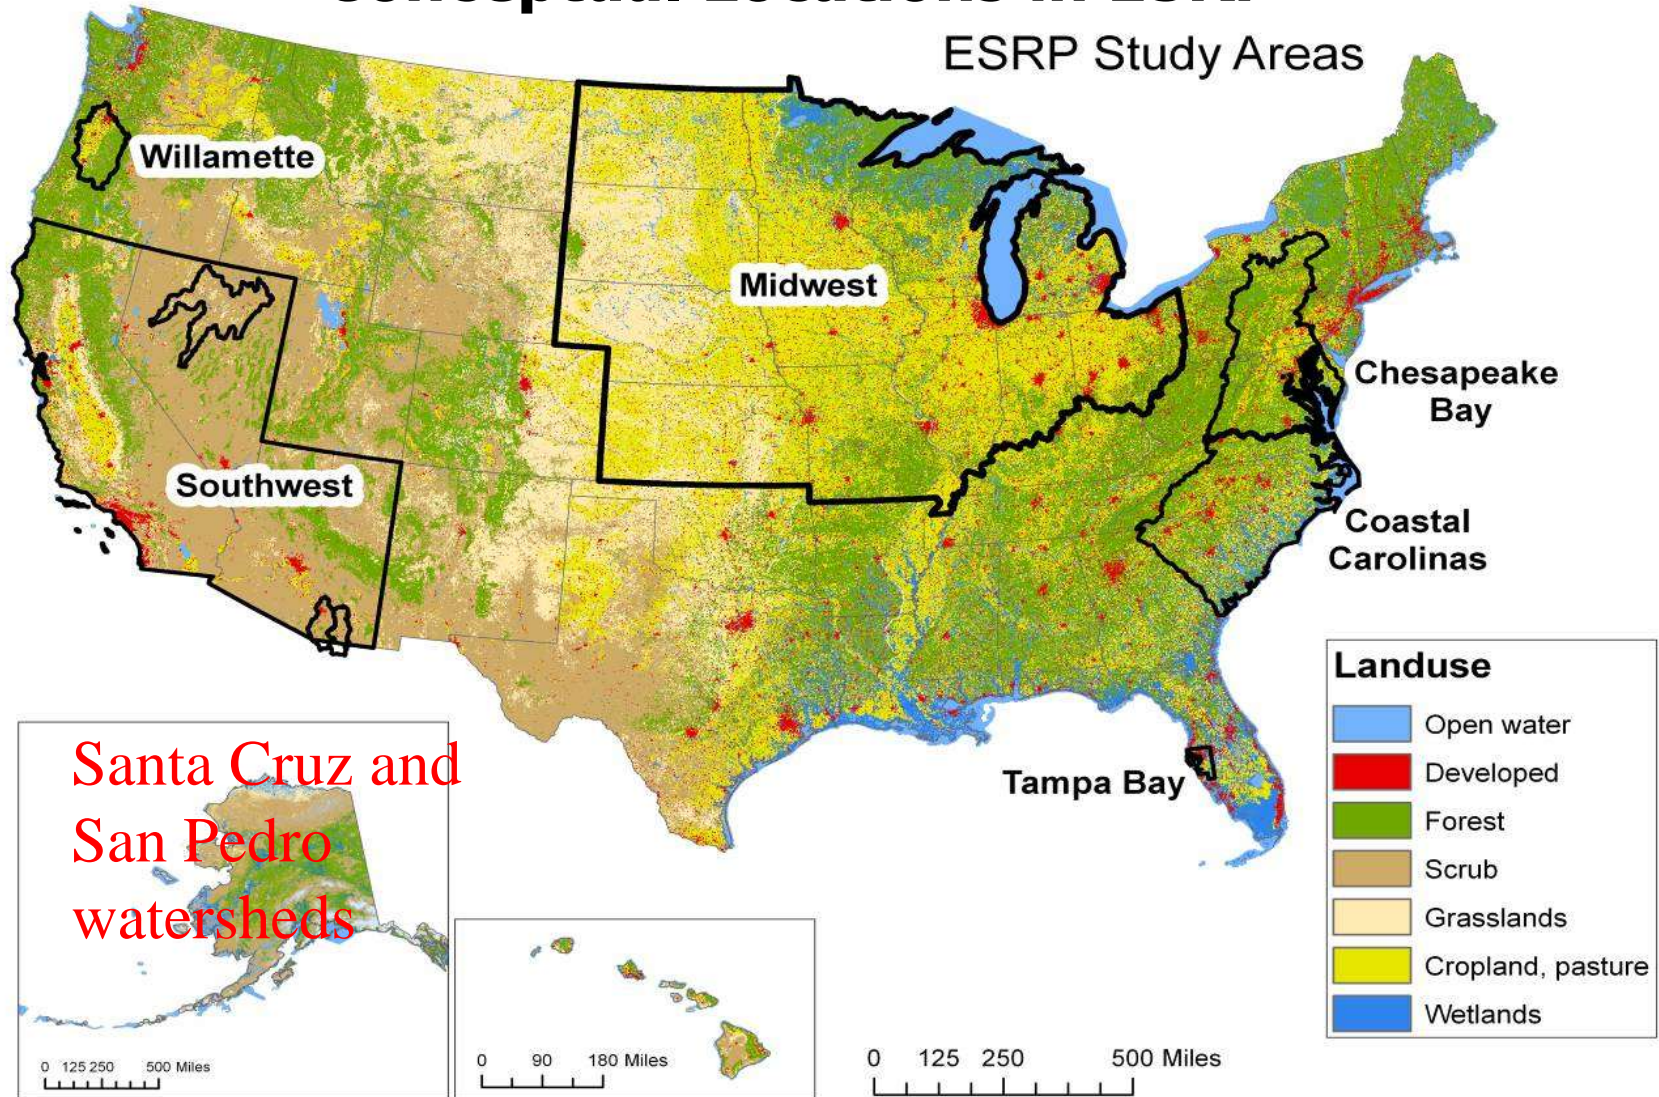 ESRP Study Areas
Willamette
Midwest
Southwest
Chesapeake
Bay
Coastal
Carolinas
Tampa Bay
Landuse
Open water
Developed
Forest
Scrub
Grasslands
Cropland, pasture
Wetlands
Santa Cruz and
San Pedro
watersheds
0 125 250 500 Miles
0 90 180 Miles
0 125 250 500 Miles